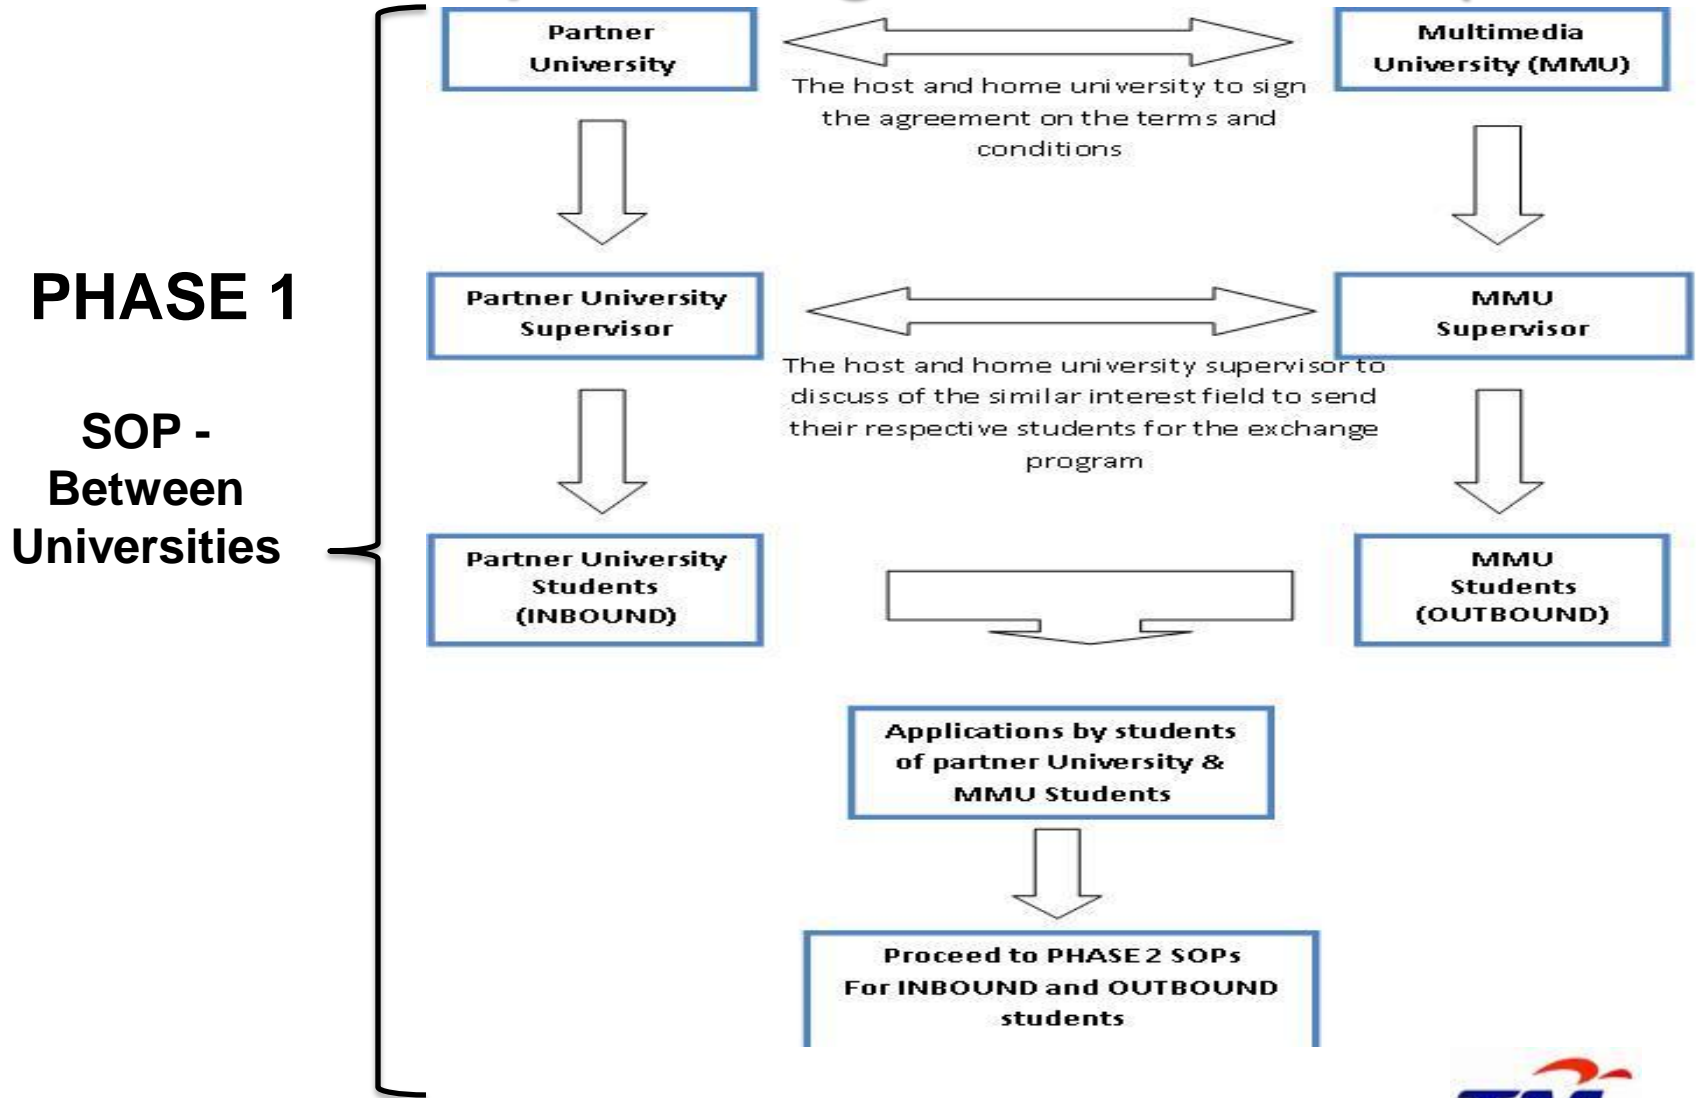 Partner
University
Multimedia
University (MMU)
The host and home university to sign
the agreement on the terms and
conditions
PHASE 1
SOP -
Between
Universities
Partner University
Supervisor
MMU
Supervisor
The host and home university supervisor to
discuss of the similar interest field to send
their respective students for the exchange
program
Partner University
Students
(INBOUND)
MMU
Students
(OUTBOUND)
Applications by students
of partner University &
MMU Students
Proceed to PHASE 2 SOPs
For INBOUND and OUTBOUND
students